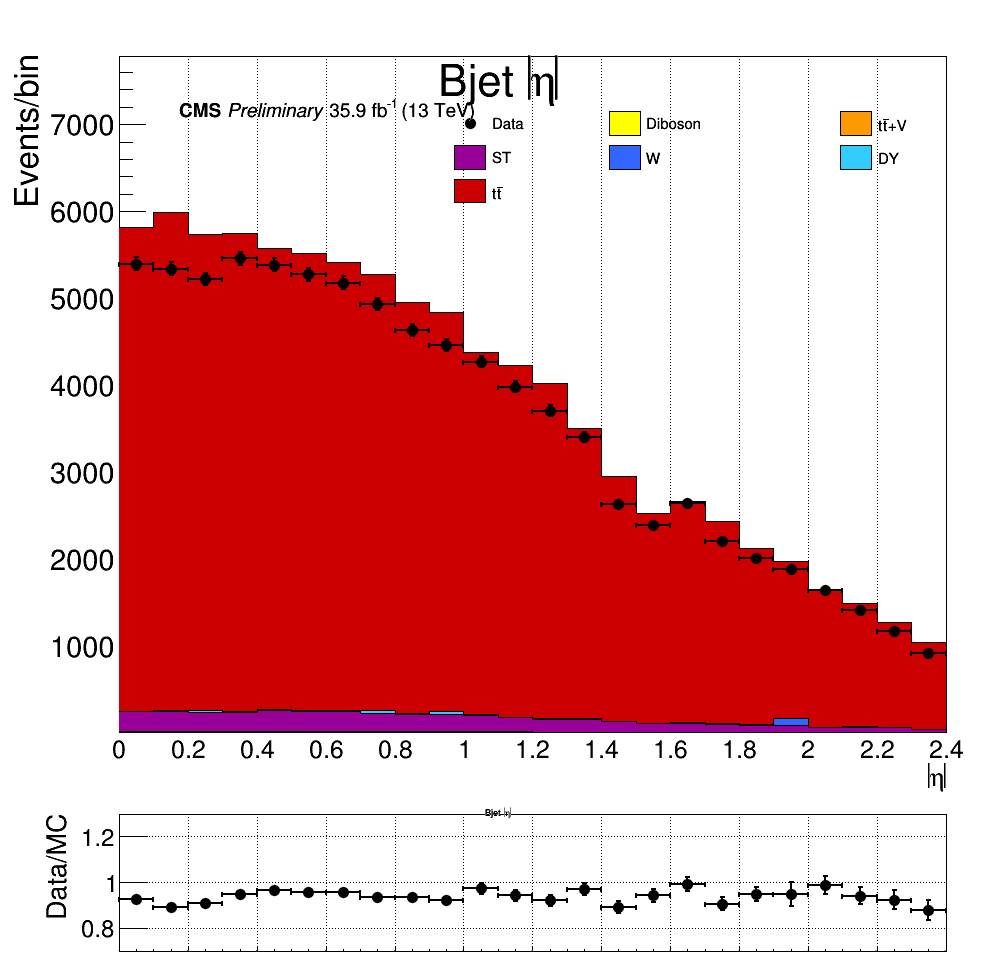 Bjet |η|
CMS Preliminary 35.9 fb⁻¹ (13 TeV)
Data
Diboson
tt̄+V
ST
W
DY
tt̄
Events/bin
7000
6000
5000
4000
3000
2000
1000
0 0.2 0.4 0.6 0.8 1 1.2 1.4 1.6 1.8 2 2.2 2.4
|η|
Bjet |η|
Data/MC
1.2
1
0.8